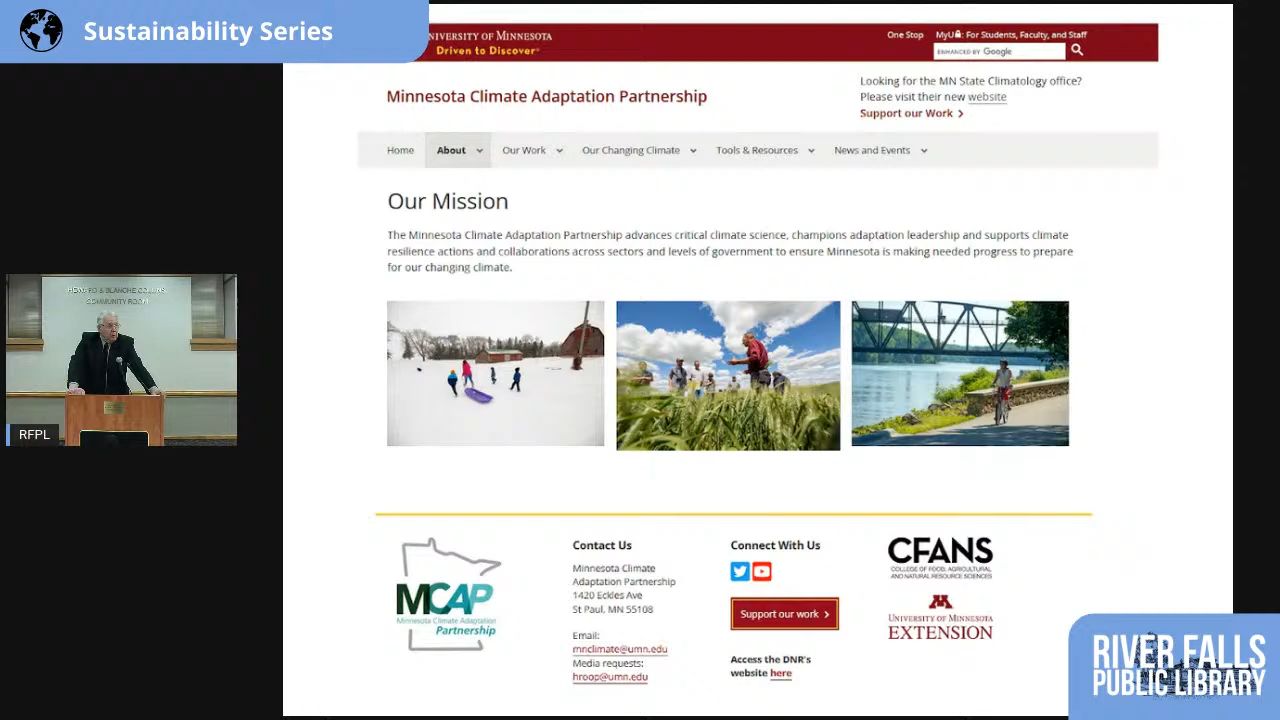 Sustainability Series
UNIVERSITY OF MINNESOTA
Driven to Discover
One Stop
MyU: For Students, Faculty, and Staff
ENHANCED BY Google
Minnesota Climate Adaptation Partnership
Looking for the MN State Climatology office?
Please visit their new website
Support our Work >
Home
About
Our Work
Our Changing Climate
Tools & Resources
News and Events
Our Mission
The Minnesota Climate Adaptation Partnership advances critical climate science, champions adaptation leadership and supports climate
resilience actions and collaborations across sectors and levels of government to ensure Minnesota is making needed progress to prepare
for our changing climate.
HOWARD & BLANCHE COLLINS
COMMUNITY ROOM
RFPL
MCAP
Minnesota Climate Adaptation
Partnership
Contact Us
Minnesota Climate
Adaptation Partnership
1420 Eckles Ave
St Paul, MN 55108
Email:
mnclimate@umn.edu
Media requests:
hroop@umn.edu
Connect With Us
Support our work >
Access the DNR's
website here
CFANS
COLLEGE OF FOOD, AGRICULTURAL
AND NATURAL RESOURCE SCIENCES
M
UNIVERSITY OF MINNESOTA
EXTENSION
RIVER FALLS
PUBLIC LIBRARY